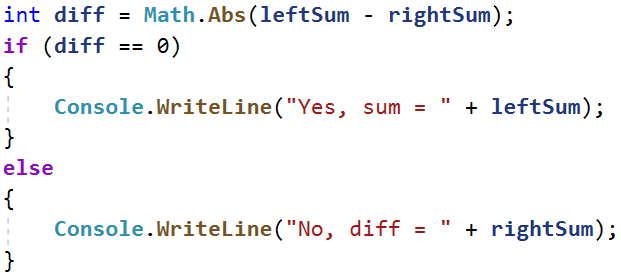 int diff = Math.Abs(leftSum - rightSum);
if (diff == 0)
{
    Console.WriteLine("Yes, sum = " + leftSum);
}
else
{
    Console.WriteLine("No, diff = " + rightSum);
}